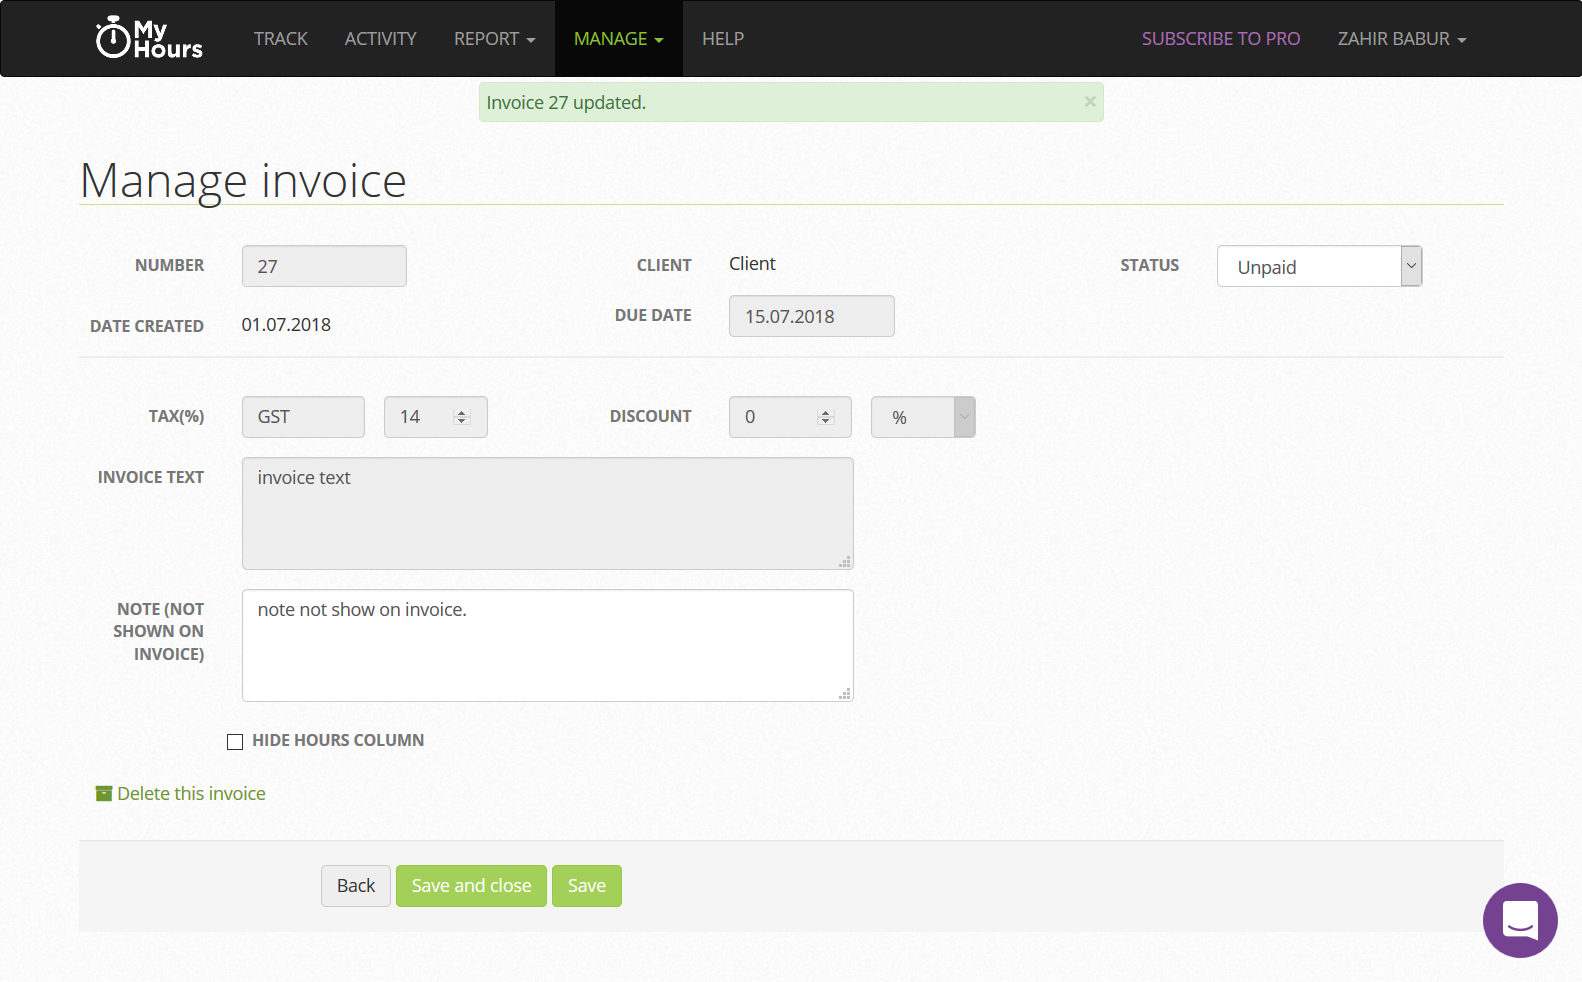 My Hours
TRACK
ACTIVITY
REPORT
MANAGE
HELP
SUBSCRIBE TO PRO
ZAHIR BABUR
Invoice 27 updated.
×
Manage invoice
NUMBER
27
CLIENT
Client
STATUS
Unpaid
DATE CREATED
01.07.2018
DUE DATE
15.07.2018
TAX(%)
GST
14
DISCOUNT
0
%
INVOICE TEXT
invoice text
NOTE (NOT
SHOWN ON
INVOICE)
note not show on invoice.
HIDE HOURS COLUMN
Delete this invoice
Back
Save and close
Save